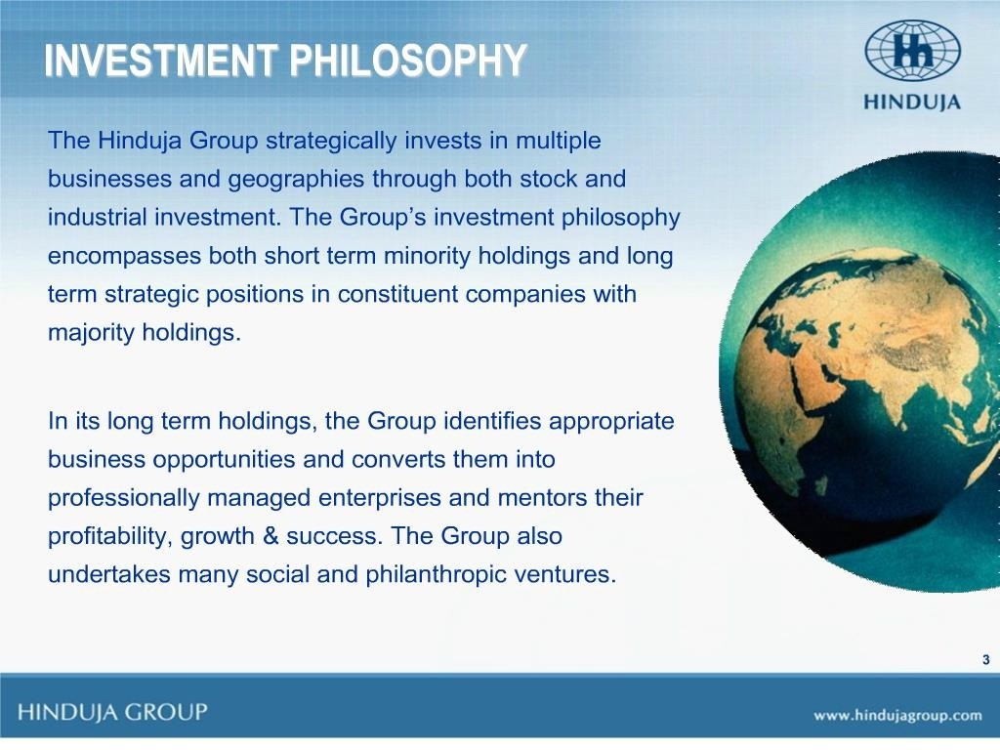 INVESTMENT PHILOSOPHY
Hn
HINDUJA
The Hinduja Group strategically invests in multiple
businesses and geographies through both stock and
industrial investment. The Group’s investment philosophy
encompasses both short term minority holdings and long
term strategic positions in constituent companies with
majority holdings.
In its long term holdings, the Group identifies appropriate
business opportunities and converts them into
professionally managed enterprises and mentors their
profitability, growth & success. The Group also
undertakes many social and philanthropic ventures.
3
HINDUJA GROUP
www.hindujagroup.com